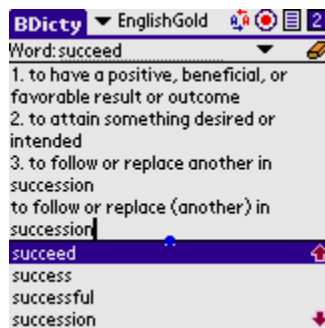 BDicty EnglishGold 2
Word: succeed
1. to have a positive, beneficial, or
favorable result or outcome
2. to attain something desired or
intended
3. to follow or replace another in
succession
to follow or replace (another) in
succession
succeed
success
successful
succession